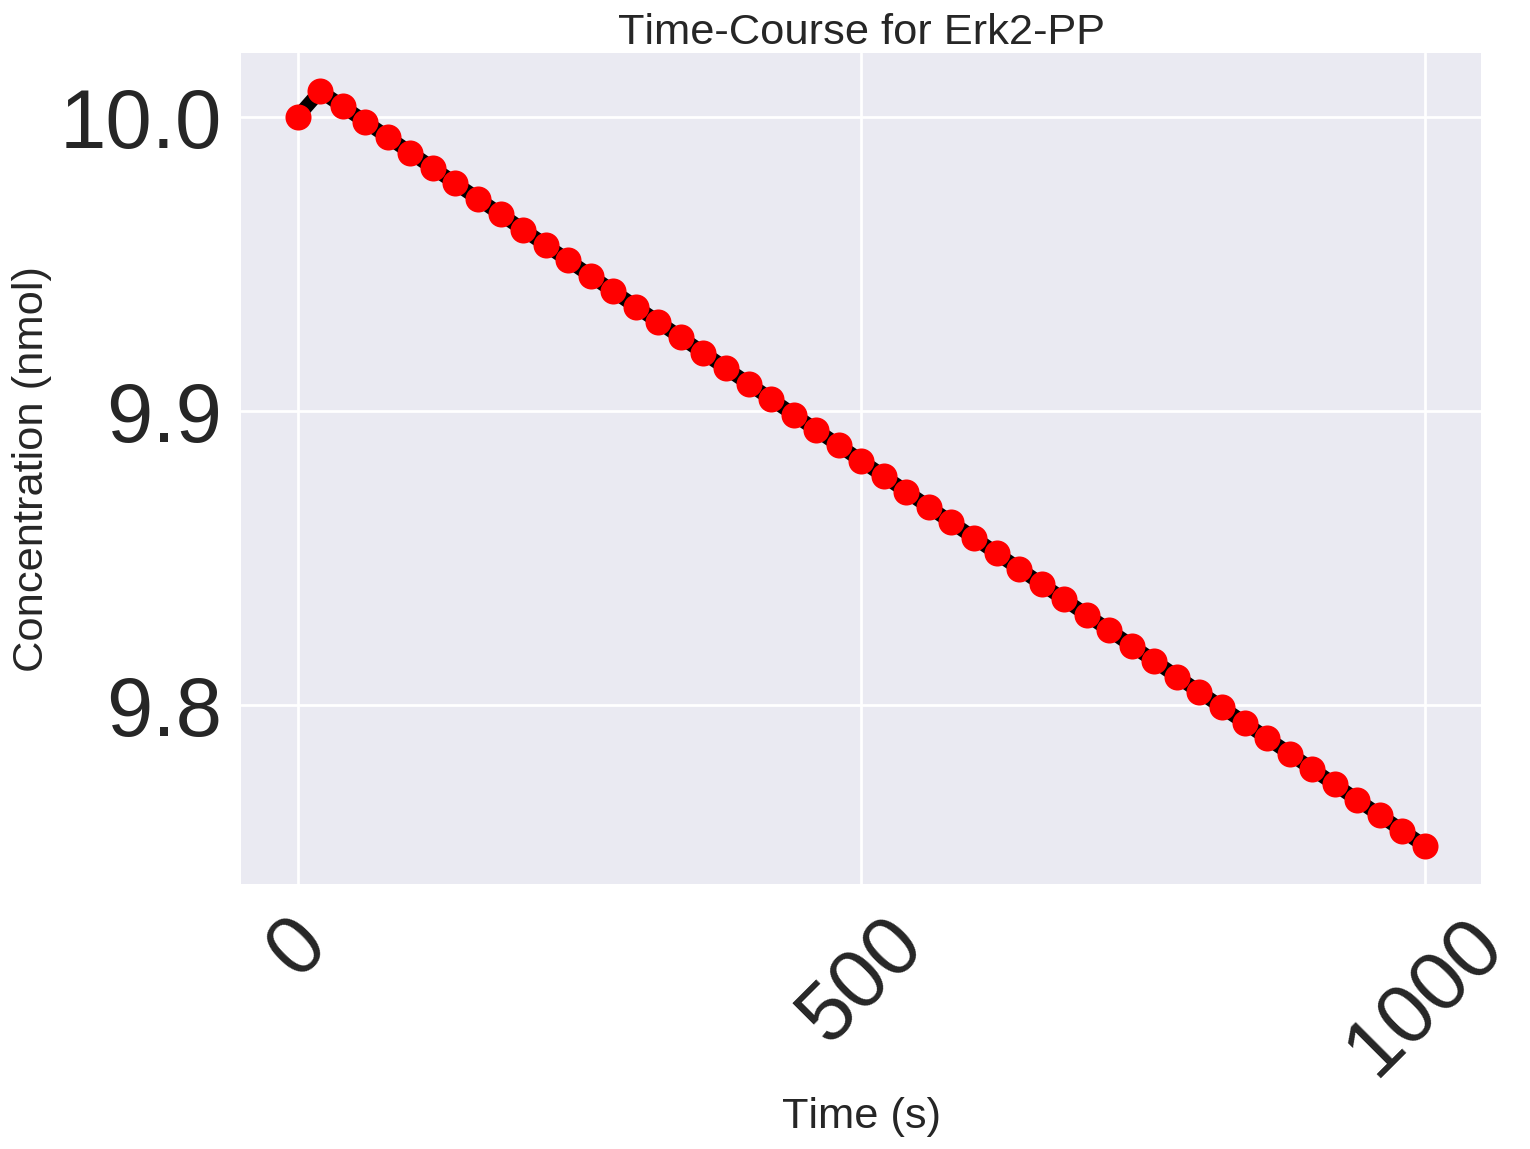 Time-Course for Erk2-PP
10.0
9.9
9.8
Concentration (nmol)
0
500
1000
Time (s)